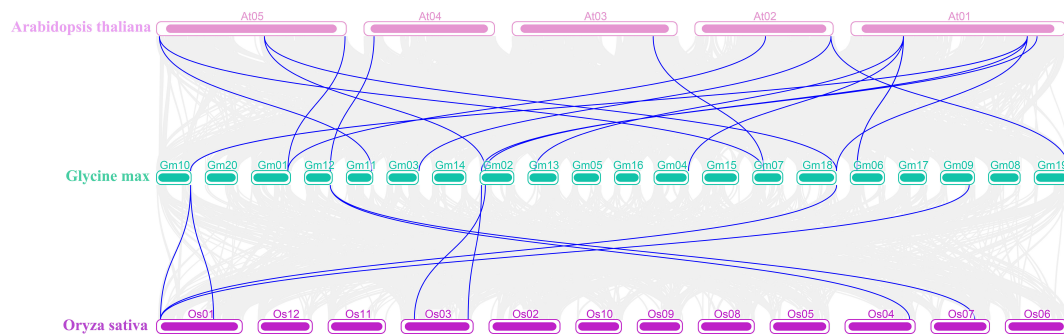 At05 At04 At03 At02 At01
Arabidopsis thaliana
Gm10 Gm20 Gm01 Gm12 Gm11 Gm03 Gm14 Gm02 Gm13 Gm05 Gm16 Gm04 Gm15 Gm07 Gm18 Gm06 Gm17 Gm09 Gm08 Gm19
Glycine max
Os01 Os12 Os11 Os03 Os02 Os10 Os09 Os08 Os05 Os04 Os07 Os06
Oryza sativa